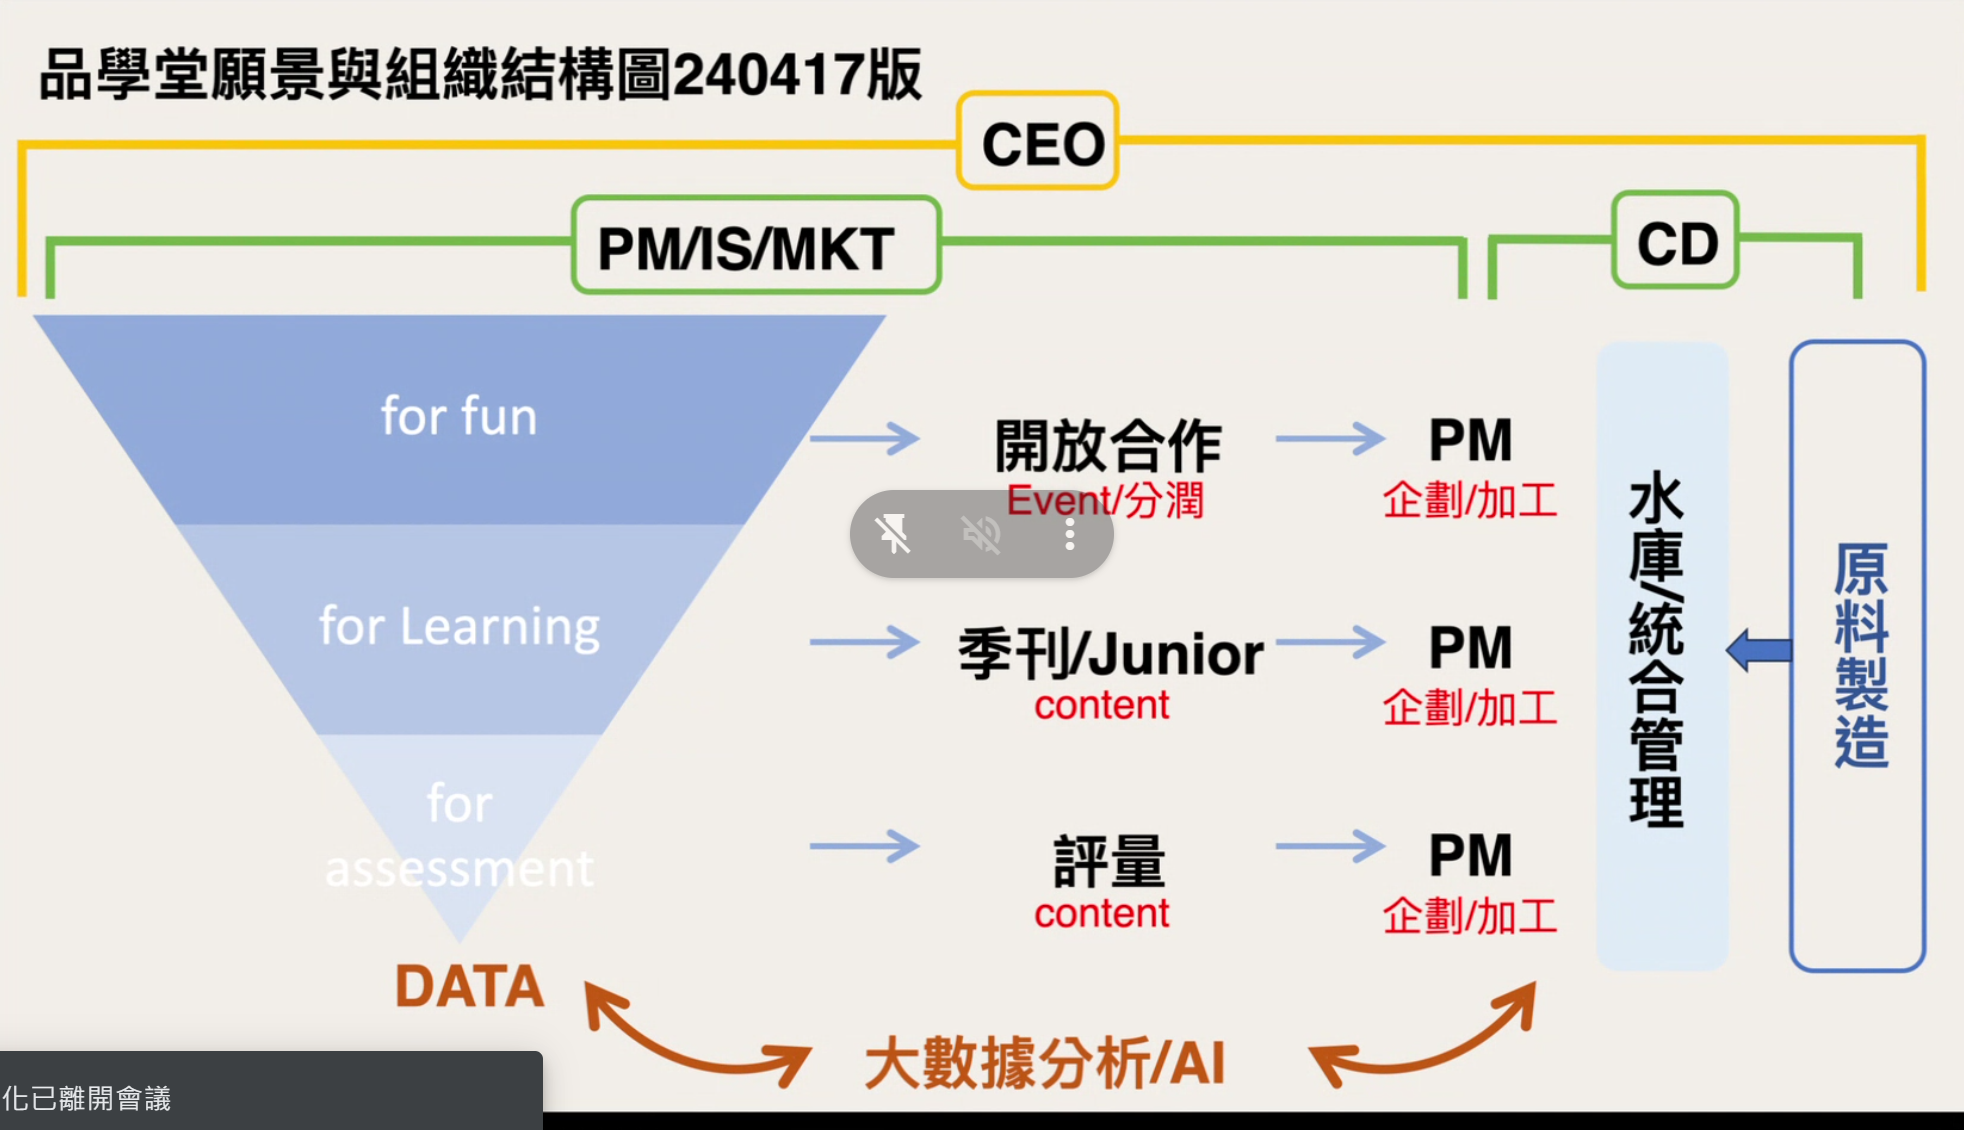 品學堂願景與組織結構圖240417版
CEO
PM/IS/MKT
CD
for fun
開放合作
Event/分潤
PM
企劃/加工
for Learning
季刊/Junior
content
PM
企劃/加工
for
assessment
評量
content
PM
企劃/加工
水庫/統合管理
原料製造
DATA
大數據分析/AI
化已離開會議